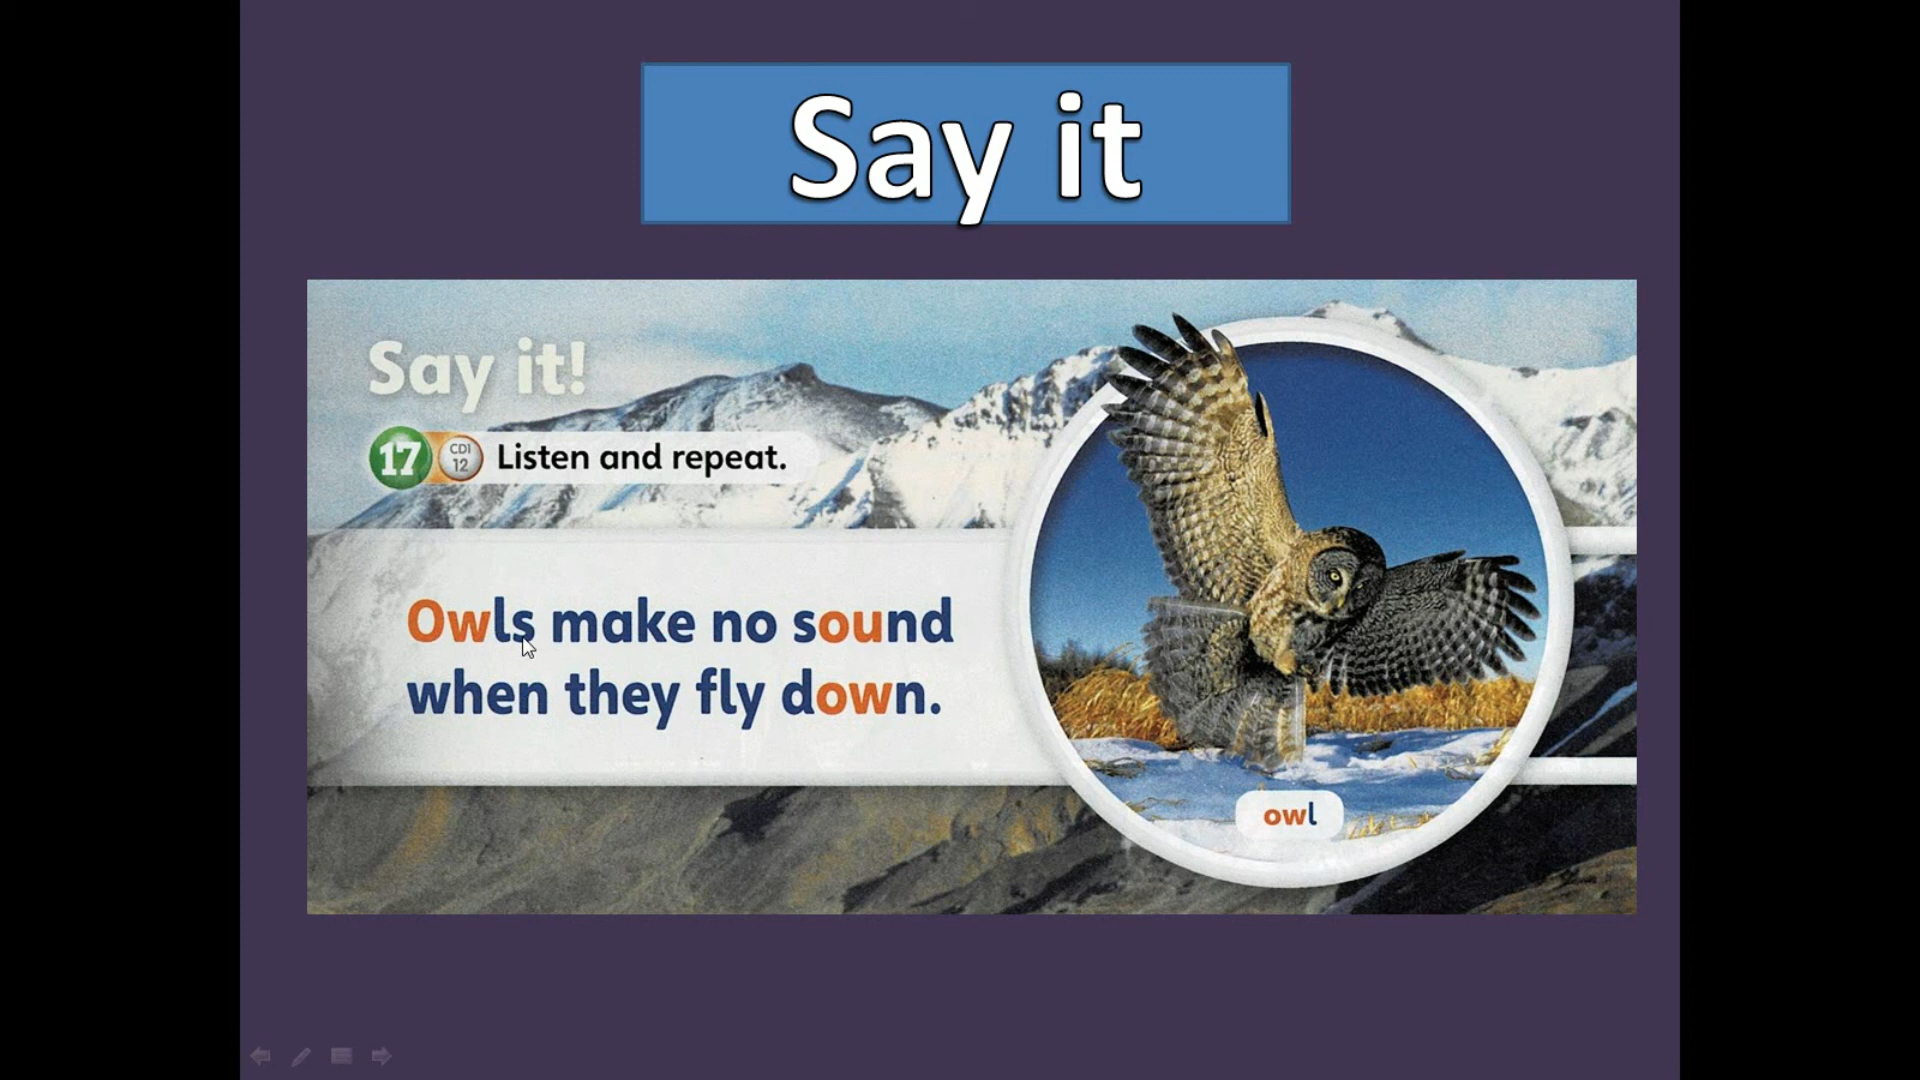 Say it
Say it!
17 CD1 12 Listen and repeat.
Owls make no sound
when they fly down.
owl